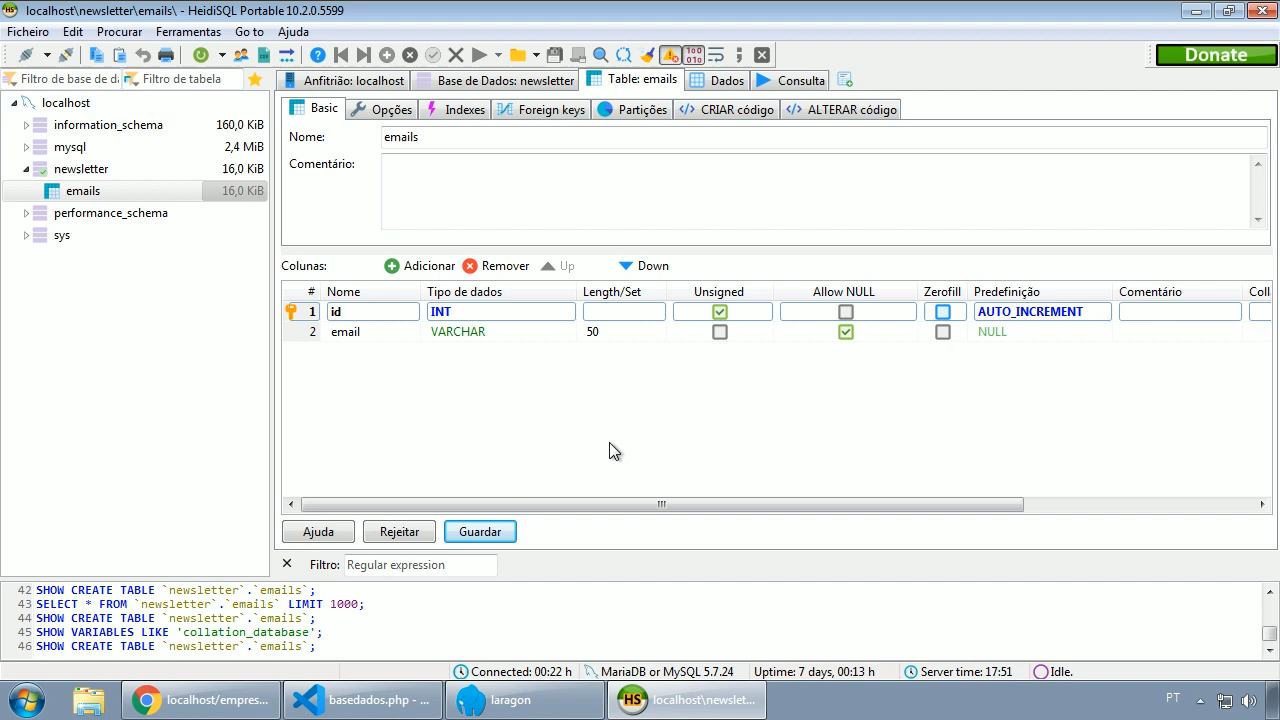 localhost\newsletter\emails\ - HeidiSQL Portable 10.2.0.5599
Ficheiro Edit Procurar Ferramentas Go to Ajuda
Donate
Filtro de base de da Filtro de tabela
Anfitrião: localhost Base de Dados: newsletter Table: emails Dados Consulta
localhost
information_schema 160,0 KiB
mysql 2,4 MiB
newsletter 16,0 KiB
emails 16,0 KiB
performance_schema
sys
Basic Opções Indexes Foreign keys Partições CRIAR código ALTERAR código
Nome: emails
Comentário:
Colunas: Adicionar Remover Up Down
# Nome Tipo de dados Length/Set Unsigned Allow NULL Zerofill Predefinição Comentário Coll
1 id INT AUTO_INCREMENT
2 email VARCHAR 50 NULL
Ajuda Rejeitar Guardar
Filtro: Regular expression
42 SHOW CREATE TABLE `newsletter`.`emails`;
43 SELECT * FROM `newsletter`.`emails` LIMIT 1000;
44 SHOW CREATE TABLE `newsletter`.`emails`;
45 SHOW VARIABLES LIKE 'collation_database';
46 SHOW CREATE TABLE `newsletter`.`emails`;
Connected: 00:22 h MariaDB or MySQL 5.7.24 Uptime: 7 days, 00:13 h Server time: 17:51 Idle.
localhost/empres... basedados.php - ... laragon HS localhost\newslet... PT